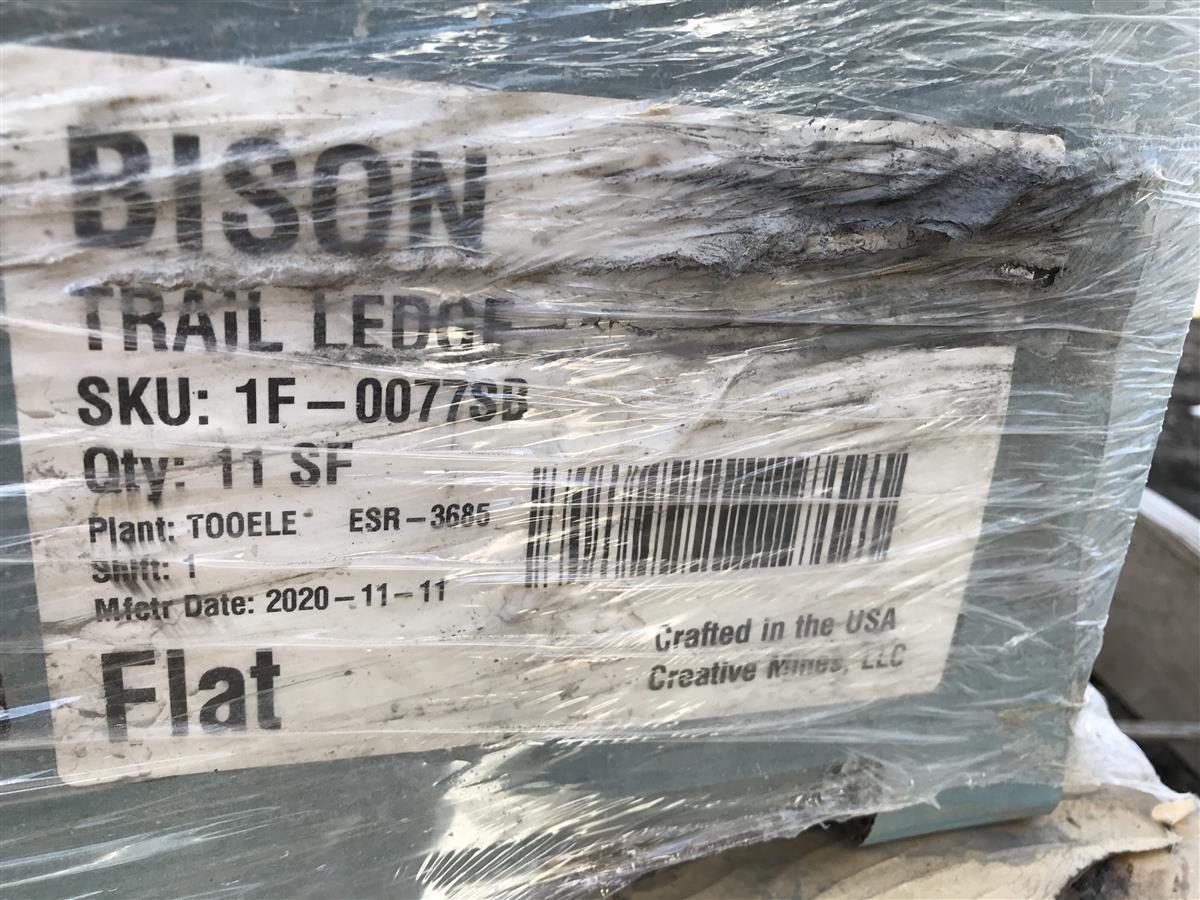 BISON
TRAIL LEDGE
SKU: 1F-0077SD
Qty: 11 SF
Plant: TOOELE ESR-3685
Shift: 1
Mfctr Date: 2020-11-11
Flat
Crafted in the USA
Creative Mines, LLC